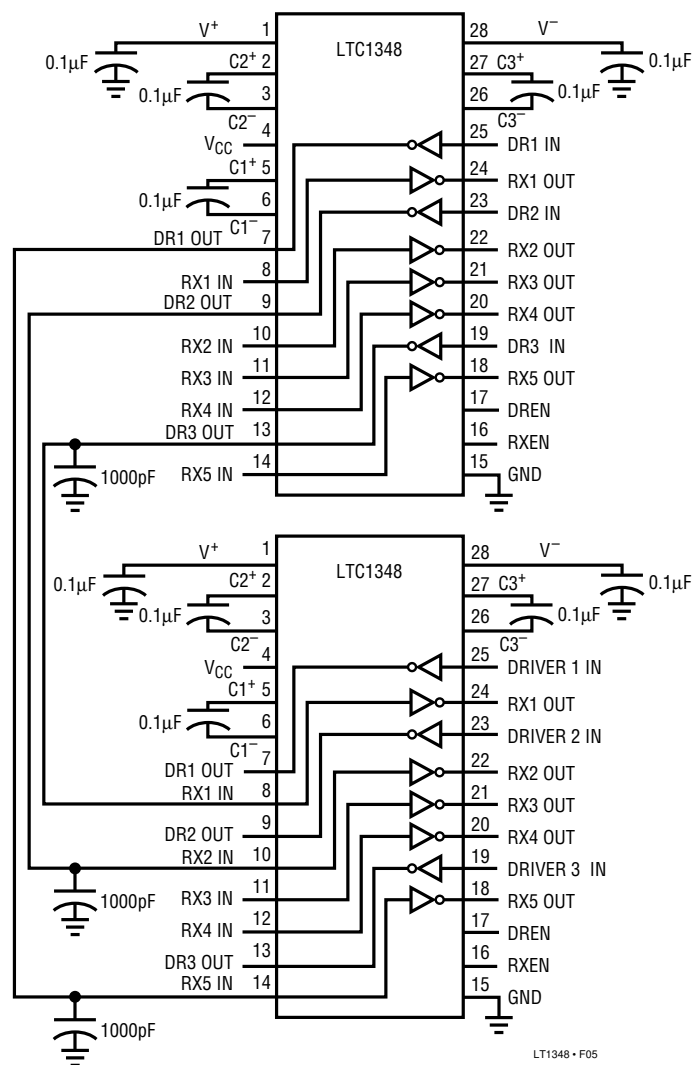 V+ 1 LTC1348 28 V–
0.1µF 0.1µF
C2+ 2 27 C3+
0.1µF 3 26 0.1µF
C2– C3–
VCC 4 25 DR1 IN
C1+ 5 24 RX1 OUT
0.1µF 6 23 DR2 IN
C1–
DR1 OUT 7 22 RX2 OUT
RX1 IN 8 21 RX3 OUT
DR2 OUT 9 20 RX4 OUT
RX2 IN 10 19 DR3 IN
RX3 IN 11 18 RX5 OUT
RX4 IN 12 17 DREN
DR3 OUT 13 16 RXEN
1000pF RX5 IN 14 15 GND
V+ 1 LTC1348 28 V–
0.1µF 0.1µF
C2+ 2 27 C3+
0.1µF 3 26 0.1µF
C2– C3–
VCC 4 25 DRIVER 1 IN
C1+ 5 24 RX1 OUT
0.1µF 6 23 DRIVER 2 IN
C1–
DR1 OUT 7 22 RX2 OUT
RX1 IN 8 21 RX3 OUT
DR2 OUT 9 20 RX4 OUT
RX2 IN 10 19 DRIVER 3 IN
1000pF RX3 IN 11 18 RX5 OUT
RX4 IN 12 17 DREN
DR3 OUT 13 16 RXEN
RX5 IN 14 15 GND
1000pF
LT1348 • F05